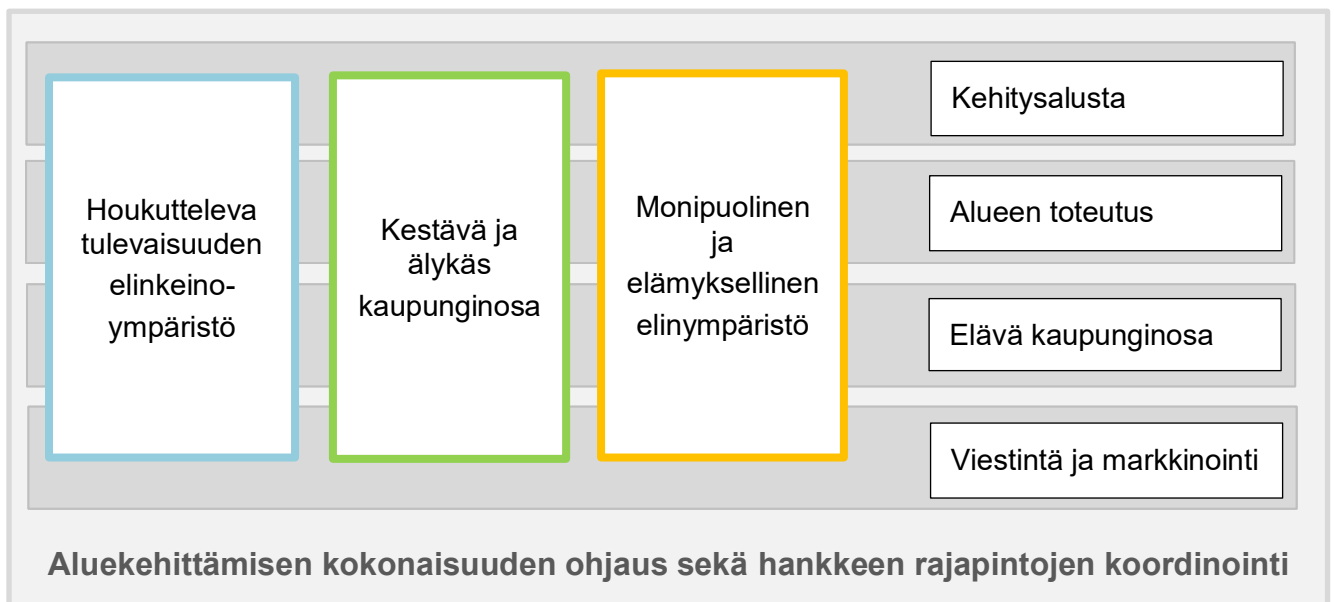 Houkutteleva
tulevaisuuden
elinkeino-
ympäristö
Kestävä ja
älykäs
kaupunginosa
Monipuolinen
ja
elämyksellinen
elinympäristö
Kehitysalusta
Alueen toteutus
Elävä kaupunginosa
Viestintä ja markkinointi
Aluekehittämisen kokonaisuuden ohjaus sekä hankkeen rajapintojen koordinointi